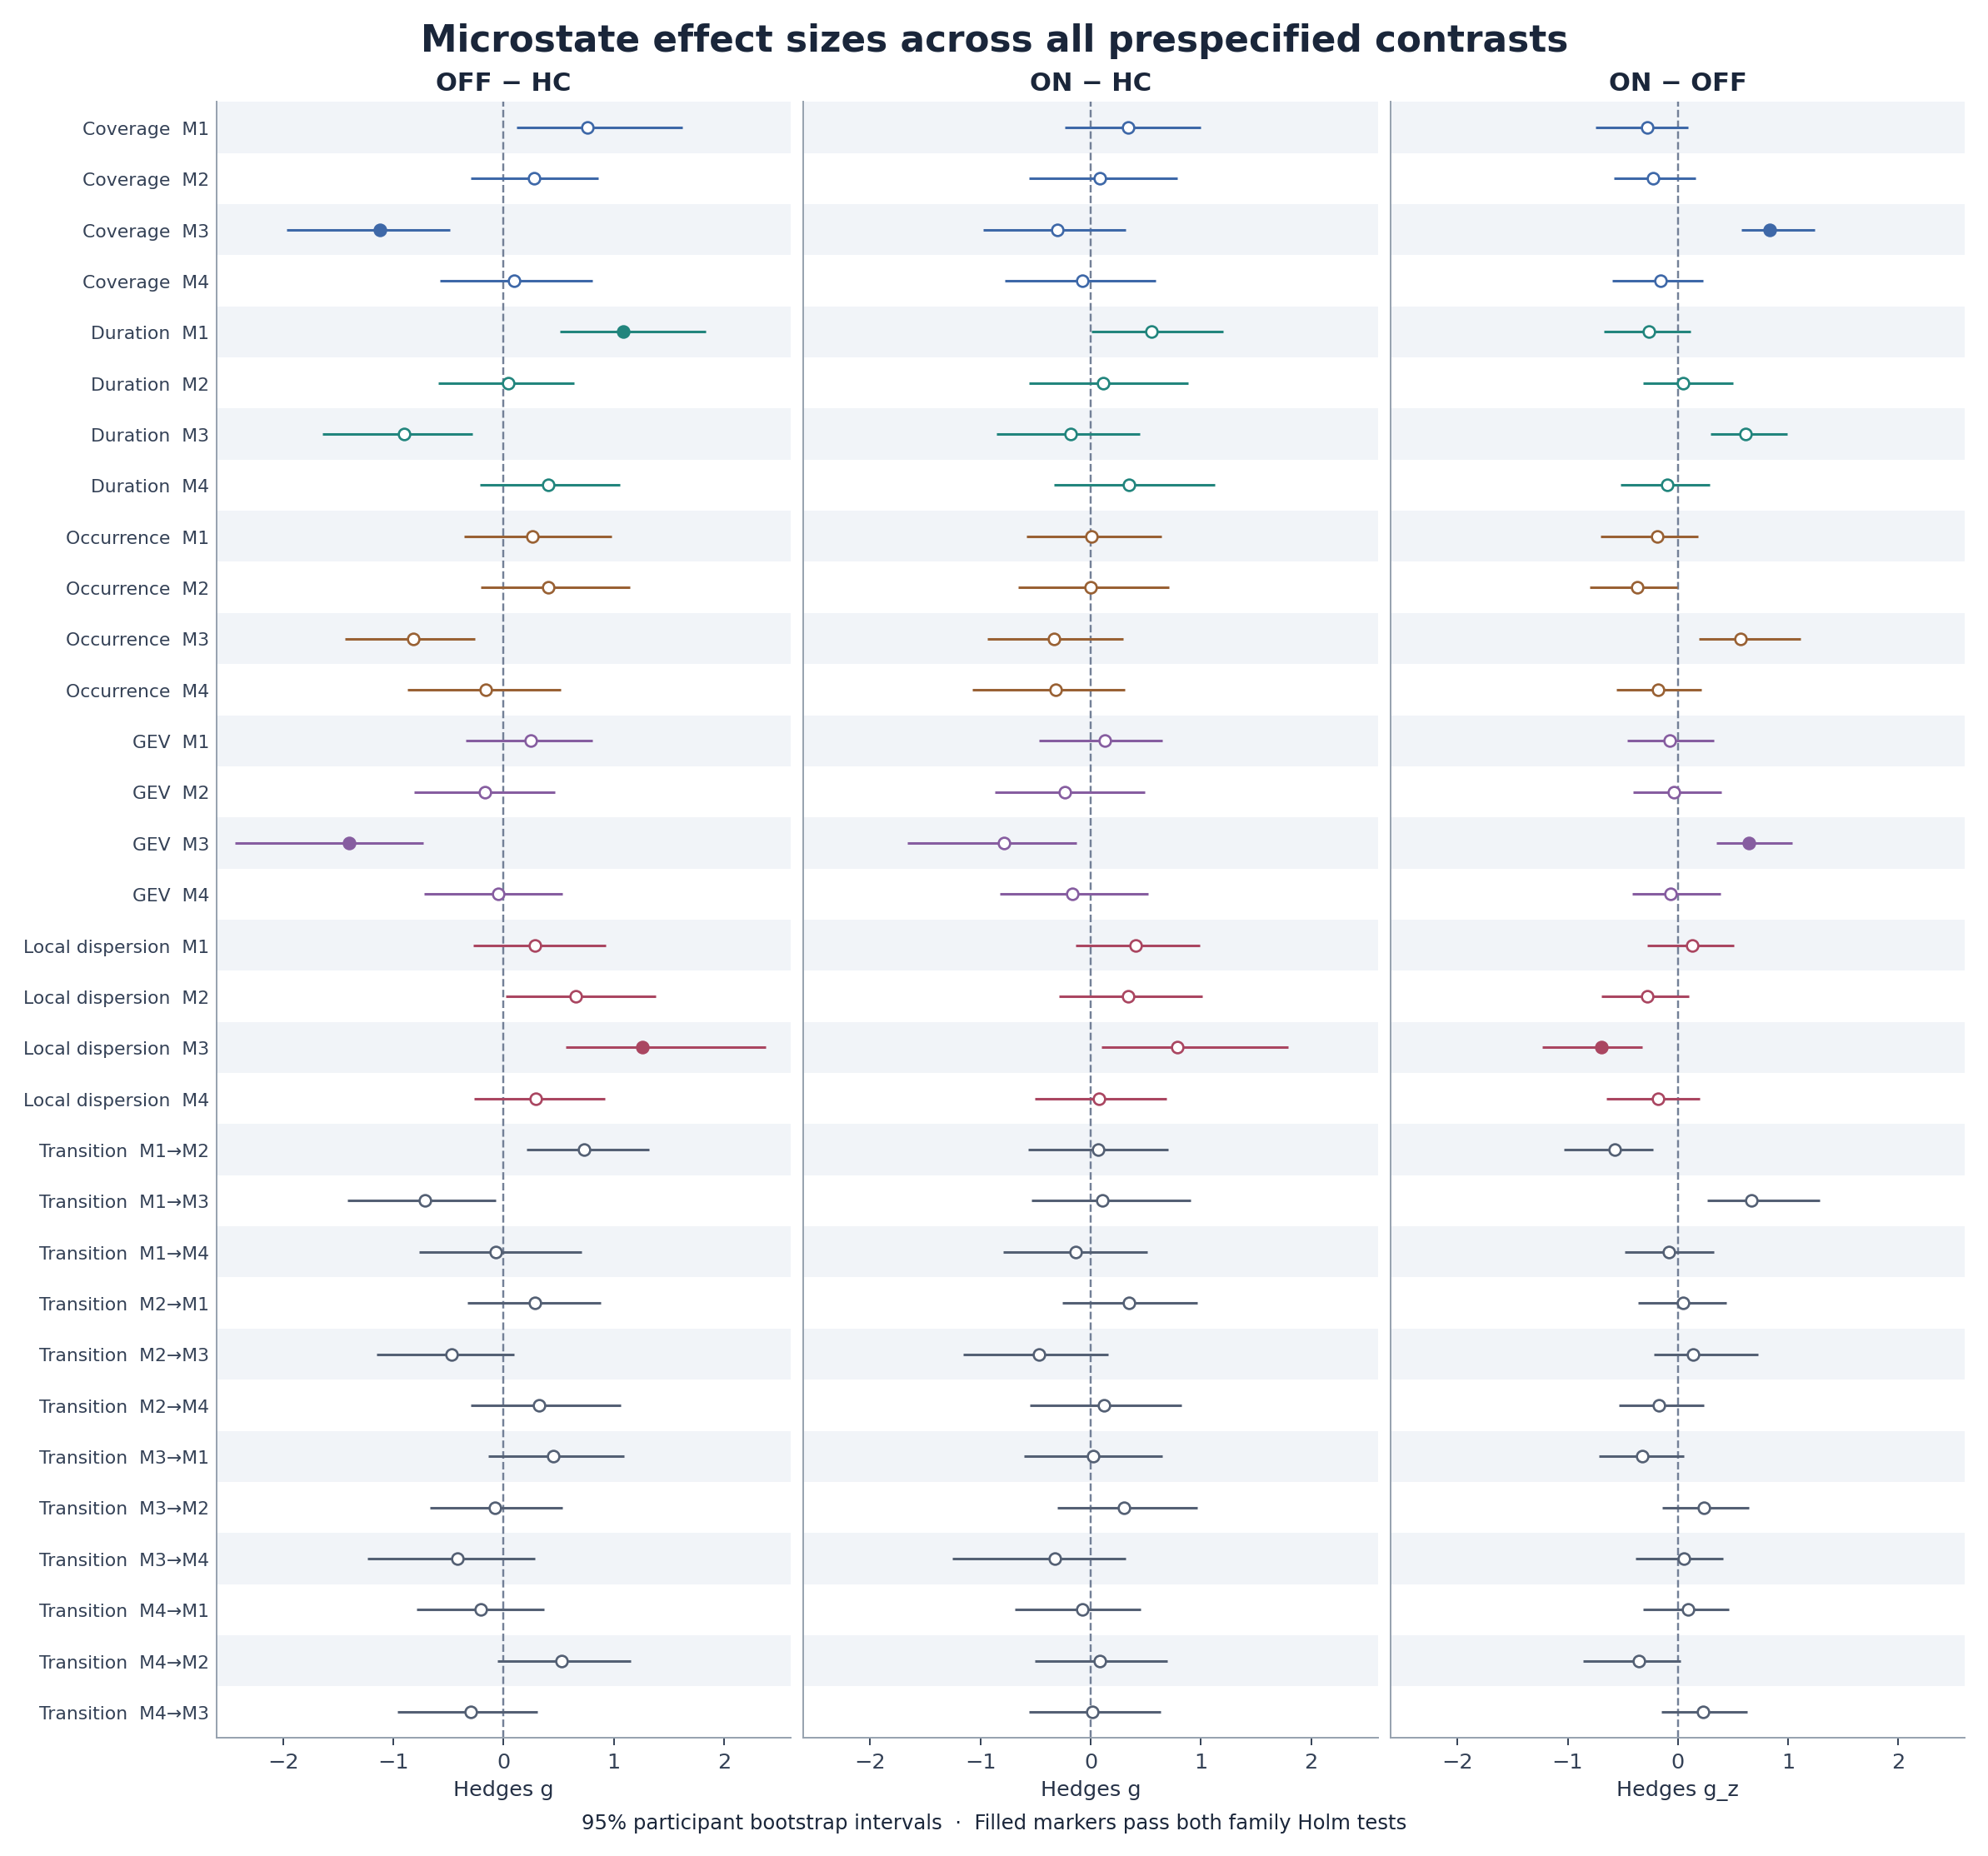 Microstate effect sizes across all prespecified contrasts
OFF − HC
ON − HC
ON − OFF
Coverage M1
Coverage M2
Coverage M3
Coverage M4
Duration M1
Duration M2
Duration M3
Duration M4
Occurrence M1
Occurrence M2
Occurrence M3
Occurrence M4
GEV M1
GEV M2
GEV M3
GEV M4
Local dispersion M1
Local dispersion M2
Local dispersion M3
Local dispersion M4
Transition M1→M2
Transition M1→M3
Transition M1→M4
Transition M2→M1
Transition M2→M3
Transition M2→M4
Transition M3→M1
Transition M3→M2
Transition M3→M4
Transition M4→M1
Transition M4→M2
Transition M4→M3
−2 −1 0 1 2
−2 −1 0 1 2
−2 −1 0 1 2
Hedges g
Hedges g
Hedges g_z
95% participant bootstrap intervals · Filled markers pass both family Holm tests